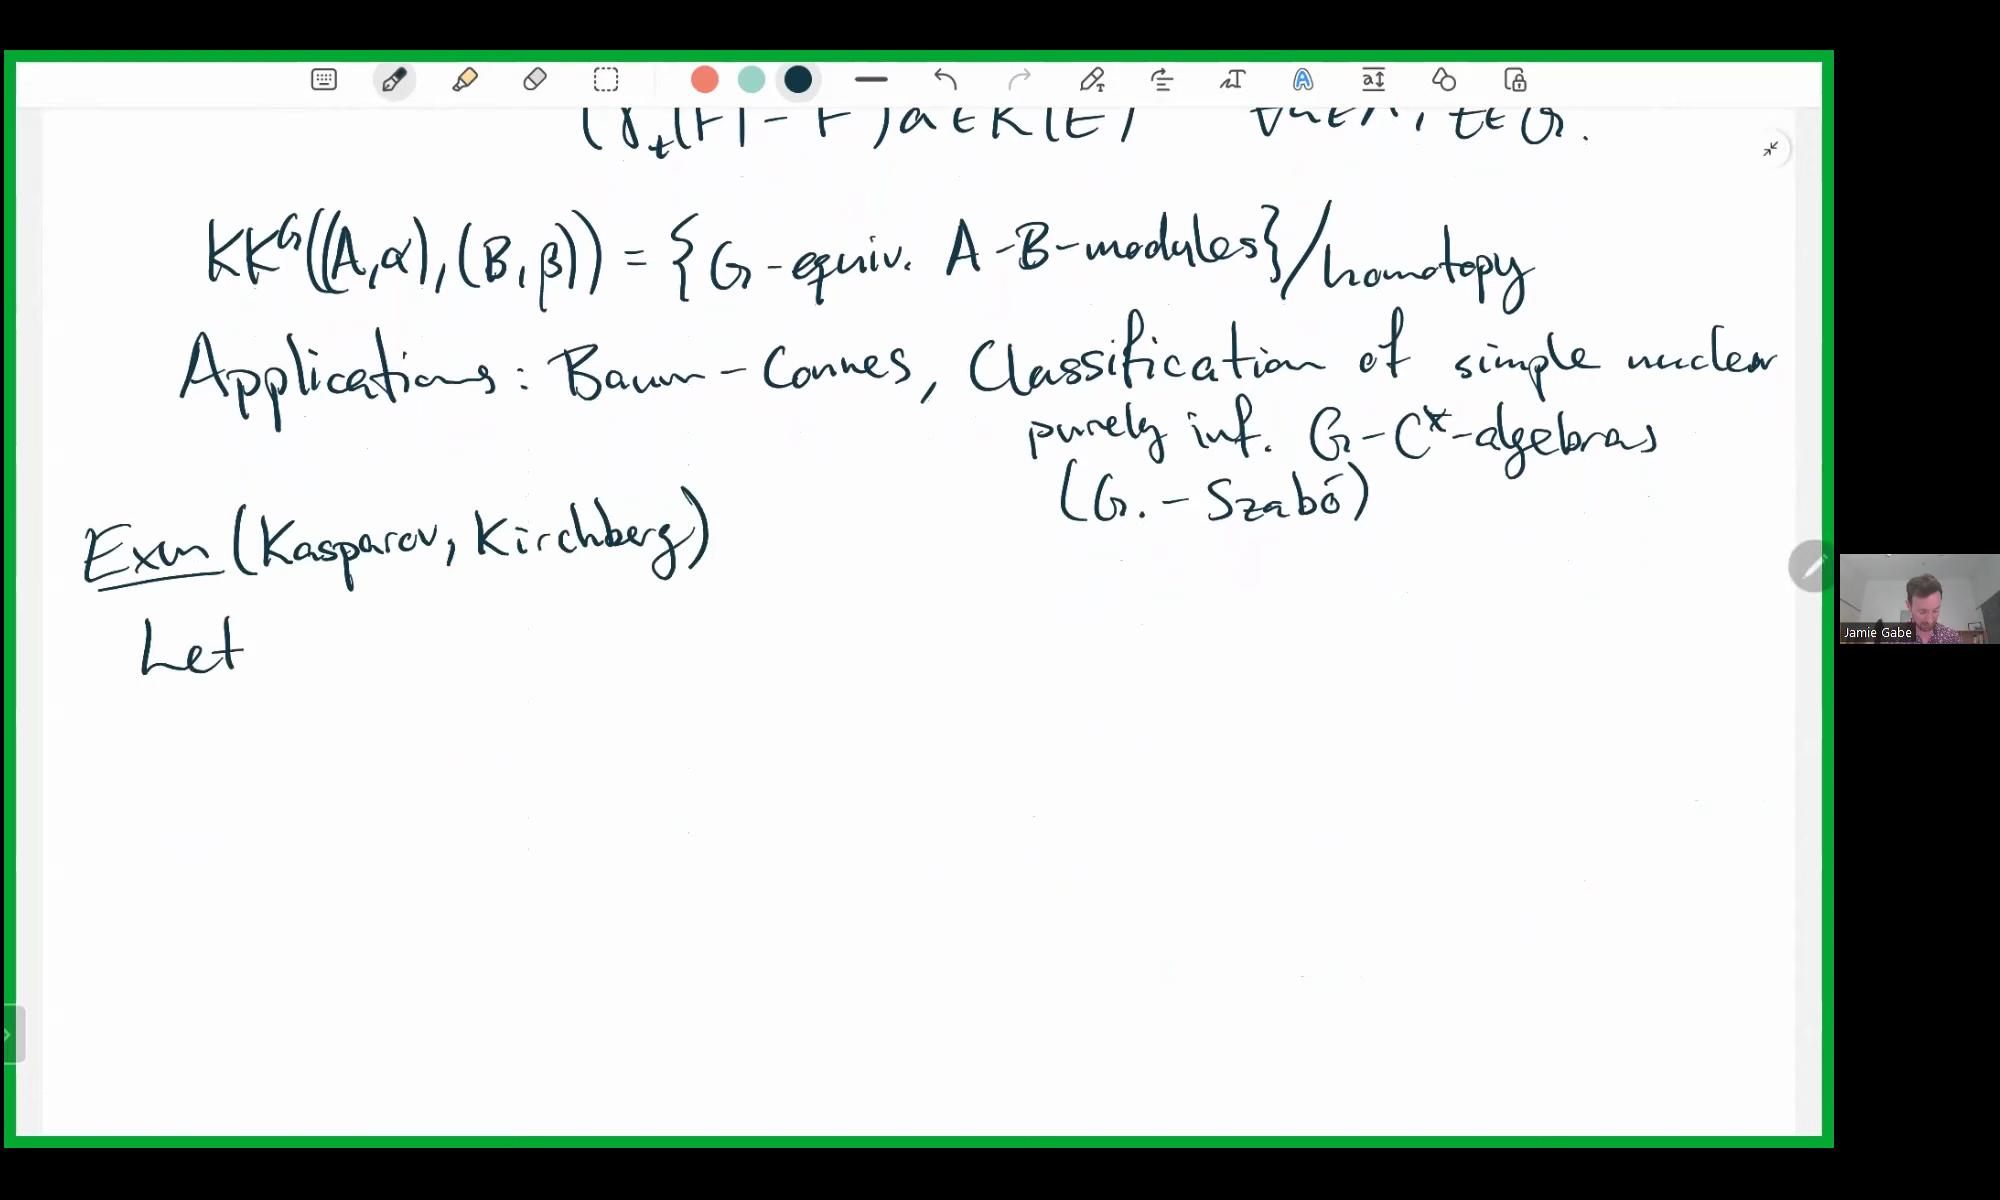 (γ_t(F) - F)a ∈ K(E) ∀a∈A, t∈G.
KK^G((A,α),(B,β)) = {G-equiv. A-B-modules}/homotopy
Applications: Baum-Connes, Classification of simple nuclear
purely inf. G-C*-algebras
(G.-Szabó)
Exm (Kasparov, Kirchberg)
Let
Jamie Gabe